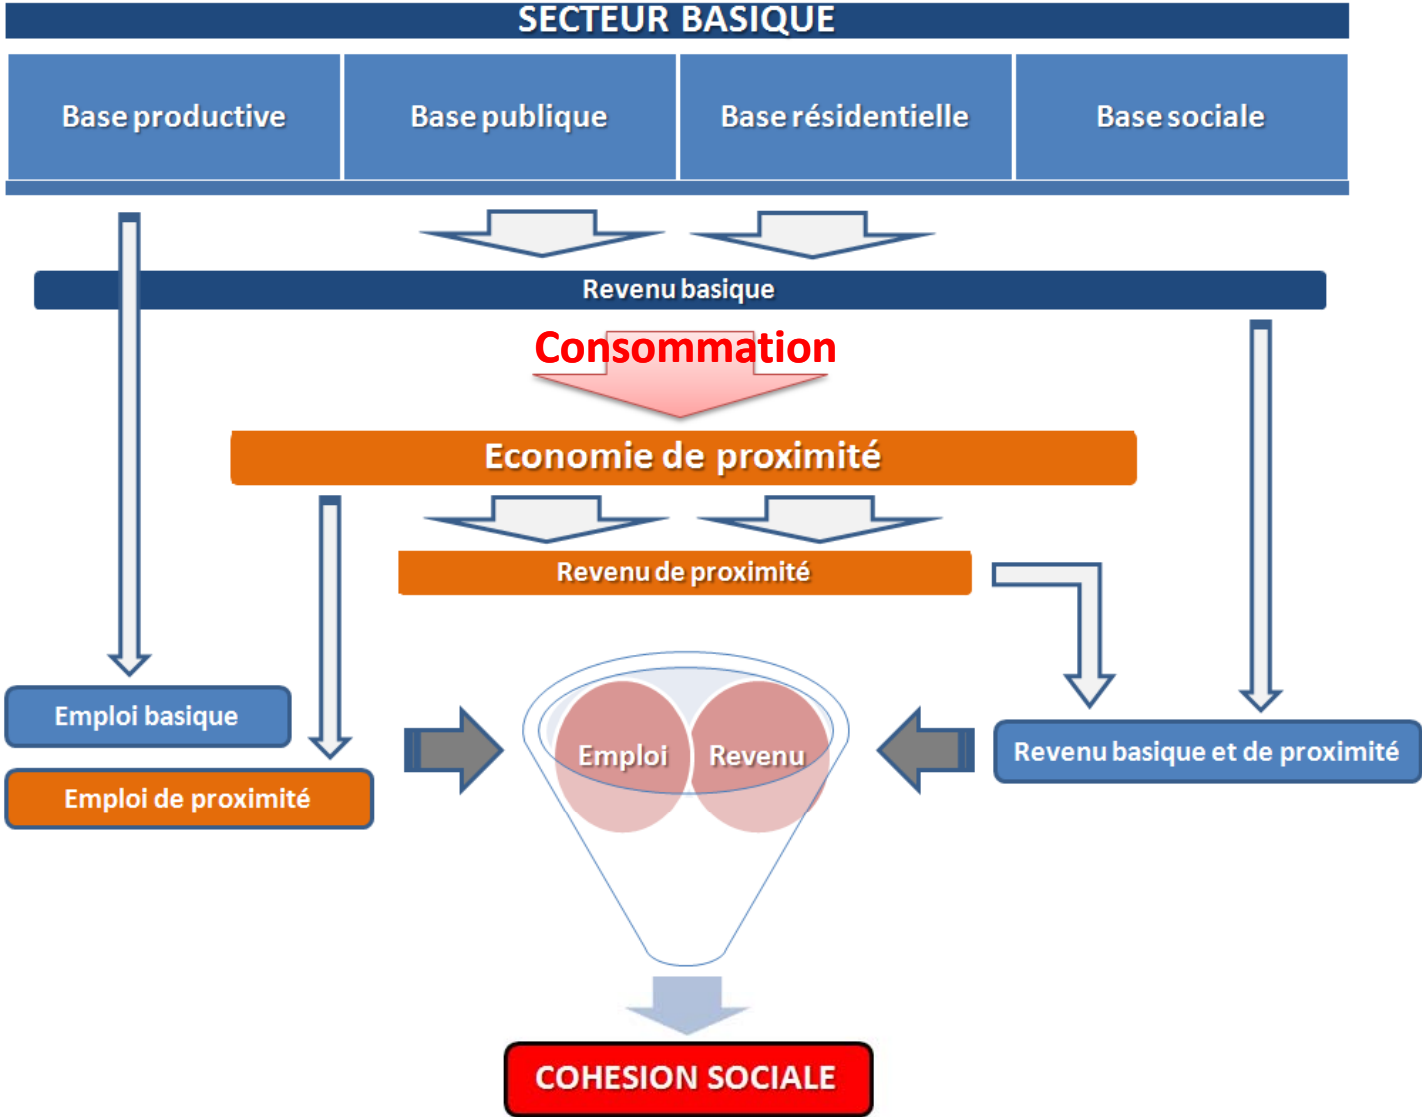 SECTEUR BASIQUE
Base productive
Base publique
Base résidentielle
Base sociale
Revenu basique
Consommation
Economie de proximité
Revenu de proximité
Emploi basique
Emploi de proximité
Emploi
Revenu
Revenu basique et de proximité
COHESION SOCIALE